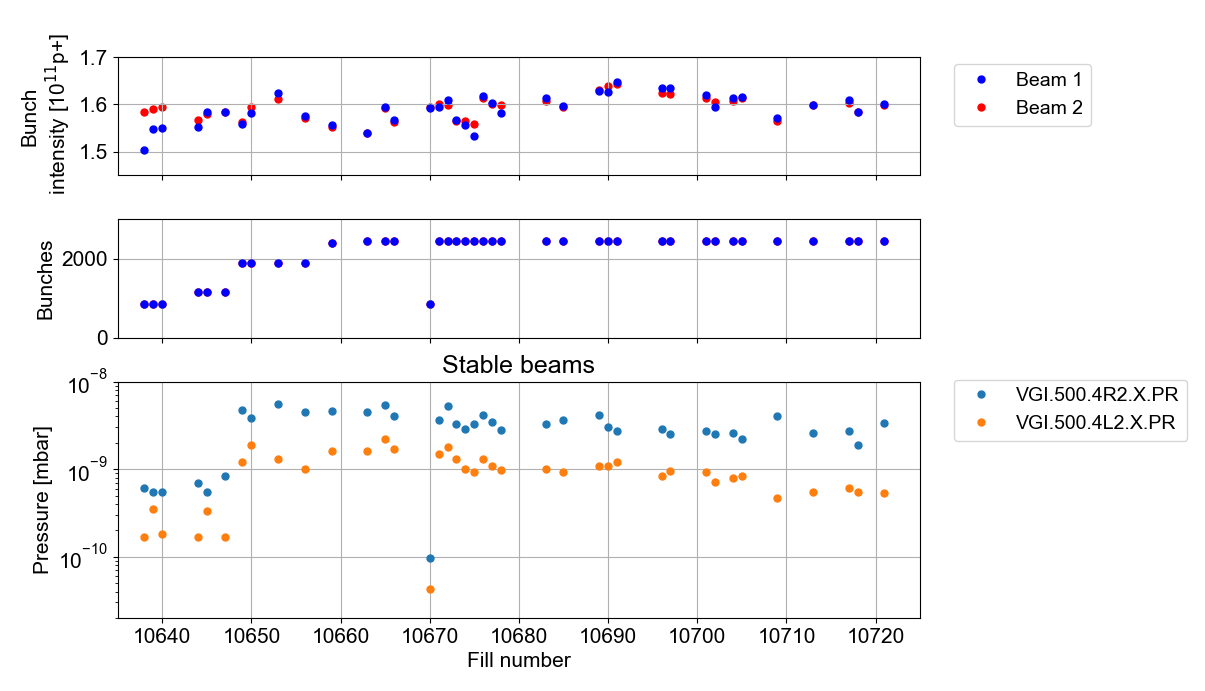 Bunch
intensity [10¹¹p+]
1.7
1.6
1.5
Beam 1
Beam 2
Bunches
2000
0
Stable beams
Pressure [mbar]
10⁻⁸
10⁻⁹
10⁻¹⁰
VGI.500.4R2.X.PR
VGI.500.4L2.X.PR
10640 10650 10660 10670 10680 10690 10700 10710 10720
Fill number